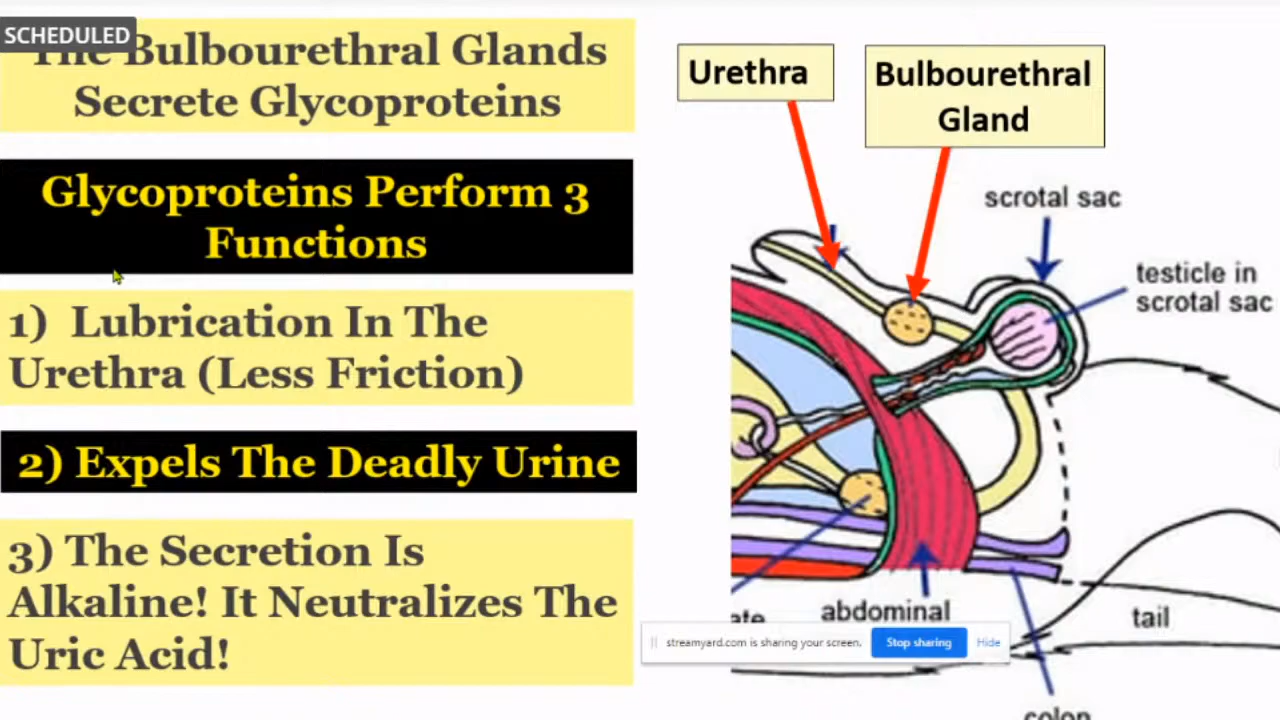 SCHEDULED
The Bulbourethral Glands
Secrete Glycoproteins
Glycoproteins Perform 3
Functions
1) Lubrication In The
Urethra (Less Friction)
2) Expels The Deadly Urine
3) The Secretion Is
Alkaline! It Neutralizes The
Uric Acid!
Urethra
Bulbourethral
Gland
scrotal sac
testicle in
scrotal sac
abdominal
tail
streamyard.com is sharing your screen.
Stop sharing
Hide
colon